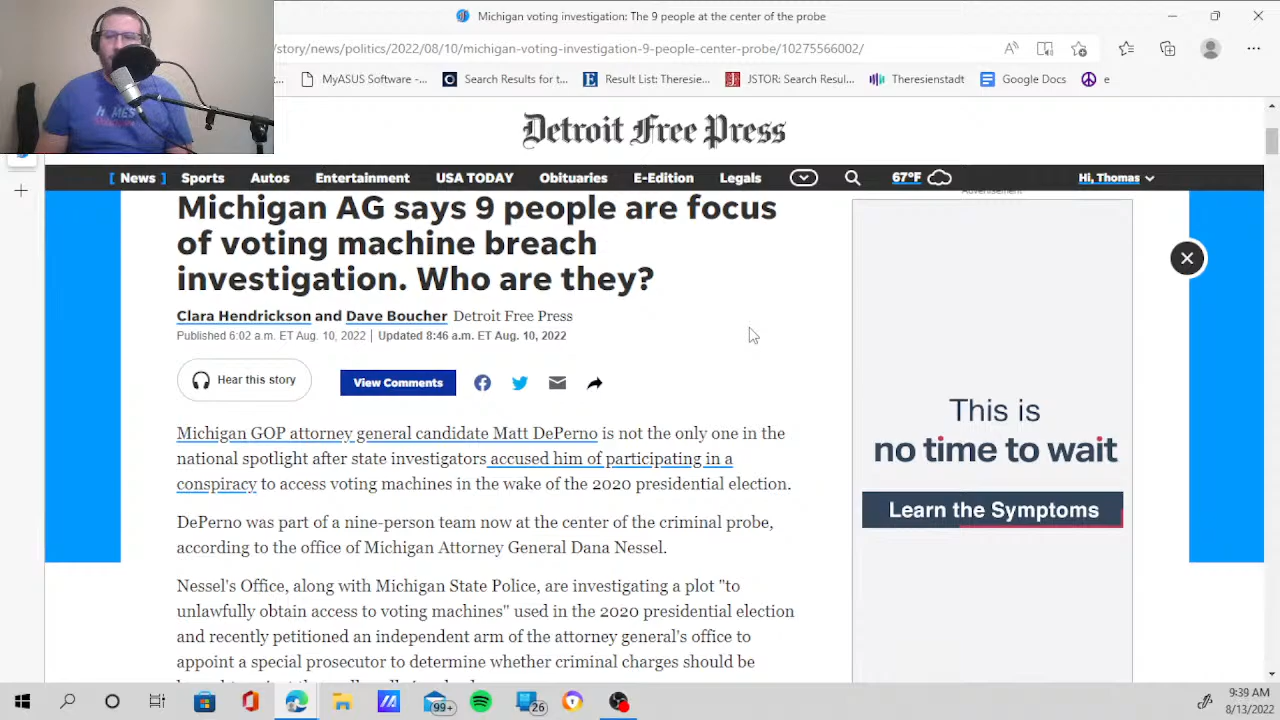 Michigan voting investigation: The 9 people at the center of the probe
/story/news/politics/2022/08/10/michigan-voting-investigation-9-people-center-probe/10275566002/
MyASUS Software -...
Search Results for t...
Result List: Theresie...
JSTOR: Search Resul...
Theresienstadt
Google Docs
e
Detroit Free Press
[ News ] Sports Autos Entertainment USA TODAY Obituaries E-Edition Legals 67°F Hi, Thomas
Advertisement
Michigan AG says 9 people are focus
of voting machine breach
investigation. Who are they?
Clara Hendrickson and Dave Boucher Detroit Free Press
Published 6:02 a.m. ET Aug. 10, 2022 | Updated 8:46 a.m. ET Aug. 10, 2022
Hear this story
View Comments
Michigan GOP attorney general candidate Matt DePerno is not the only one in the
national spotlight after state investigators accused him of participating in a
conspiracy to access voting machines in the wake of the 2020 presidential election.
DePerno was part of a nine-person team now at the center of the criminal probe,
according to the office of Michigan Attorney General Dana Nessel.
Nessel's Office, along with Michigan State Police, are investigating a plot "to
unlawfully obtain access to voting machines" used in the 2020 presidential election
and recently petitioned an independent arm of the attorney general's office to
appoint a special prosecutor to determine whether criminal charges should be
This is
no time to wait
Learn the Symptoms
99+
26
9:39 AM
8/13/2022